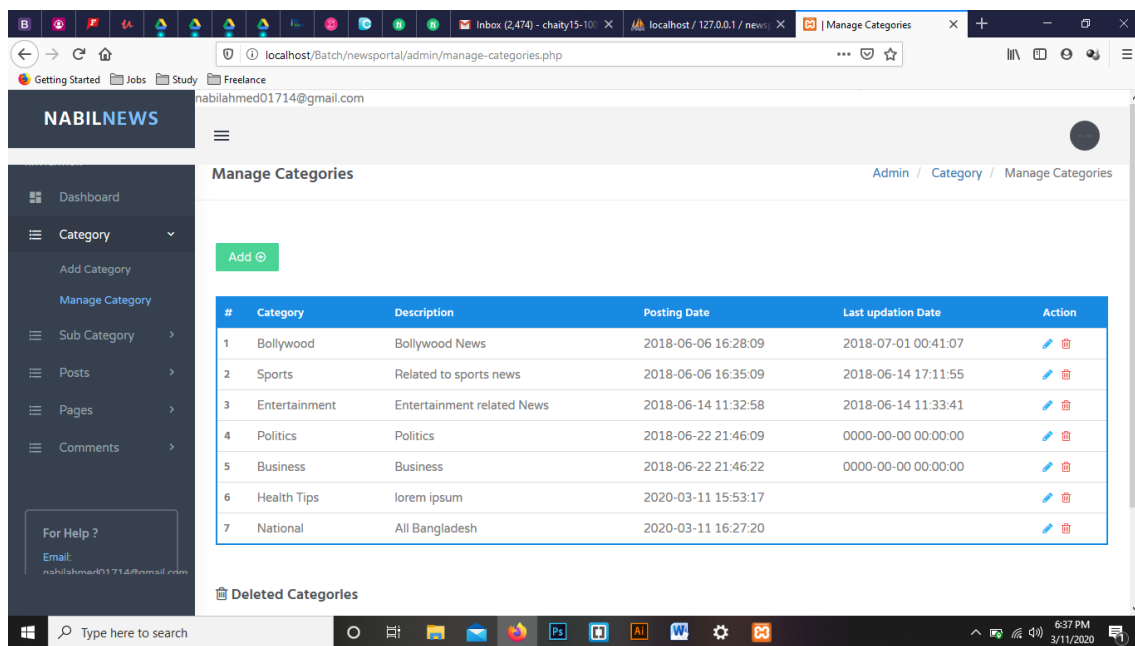 Inbox (2,474) - chaity15-100
localhost / 127.0.0.1 / newsp
| Manage Categories
localhost/Batch/newsportal/admin/manage-categories.php
Getting Started Jobs Study Freelance
nabilahmed01714@gmail.com
NABILNEWS
Manage Categories
Admin / Category / Manage Categories
Dashboard
Category
Add Category
Manage Category
Sub Category
Posts
Pages
Comments
For Help ?
Email:
nabilahmed01714@gmail.com
Add
# Category Description Posting Date Last updation Date Action
1 Bollywood Bollywood News 2018-06-06 16:28:09 2018-07-01 00:41:07
2 Sports Related to sports news 2018-06-06 16:35:09 2018-06-14 17:11:55
3 Entertainment Entertainment related News 2018-06-14 11:32:58 2018-06-14 11:33:41
4 Politics Politics 2018-06-22 21:46:09 0000-00-00 00:00:00
5 Business Business 2018-06-22 21:46:22 0000-00-00 00:00:00
6 Health Tips lorem ipsum 2020-03-11 15:53:17
7 National All Bangladesh 2020-03-11 16:27:20
Deleted Categories
Type here to search
6:37 PM
3/11/2020